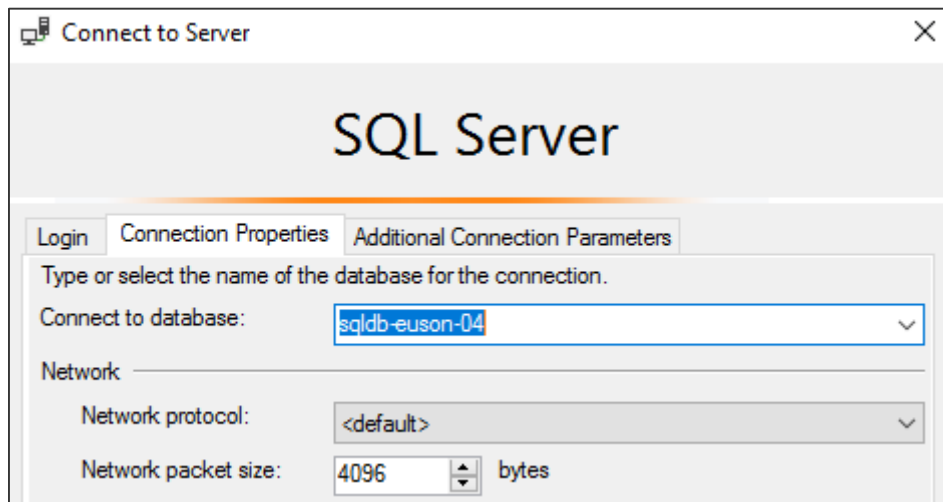 Connect to Server
SQL Server
Login Connection Properties Additional Connection Parameters
Type or select the name of the database for the connection.
Connect to database: sqldb-euson-04
Network
Network protocol: <default>
Network packet size: 4096 bytes